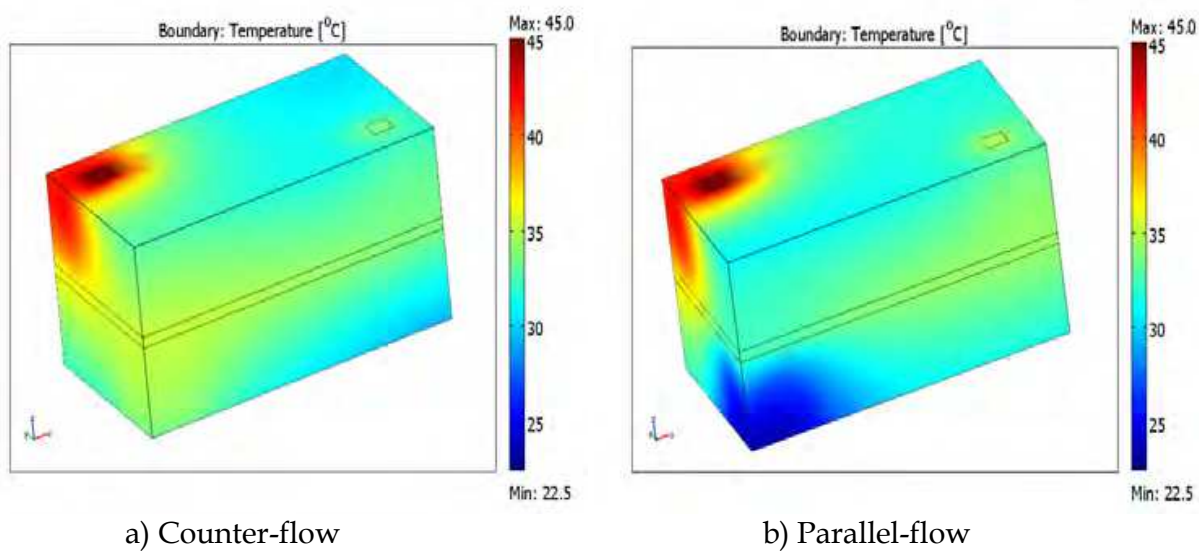 Boundary: Temperature [°C]
Max: 45.0
45
40
35
30
25
Min: 22.5
a) Counter-flow
Boundary: Temperature [°C]
Max: 45.0
45
40
35
30
25
Min: 22.5
b) Parallel-flow